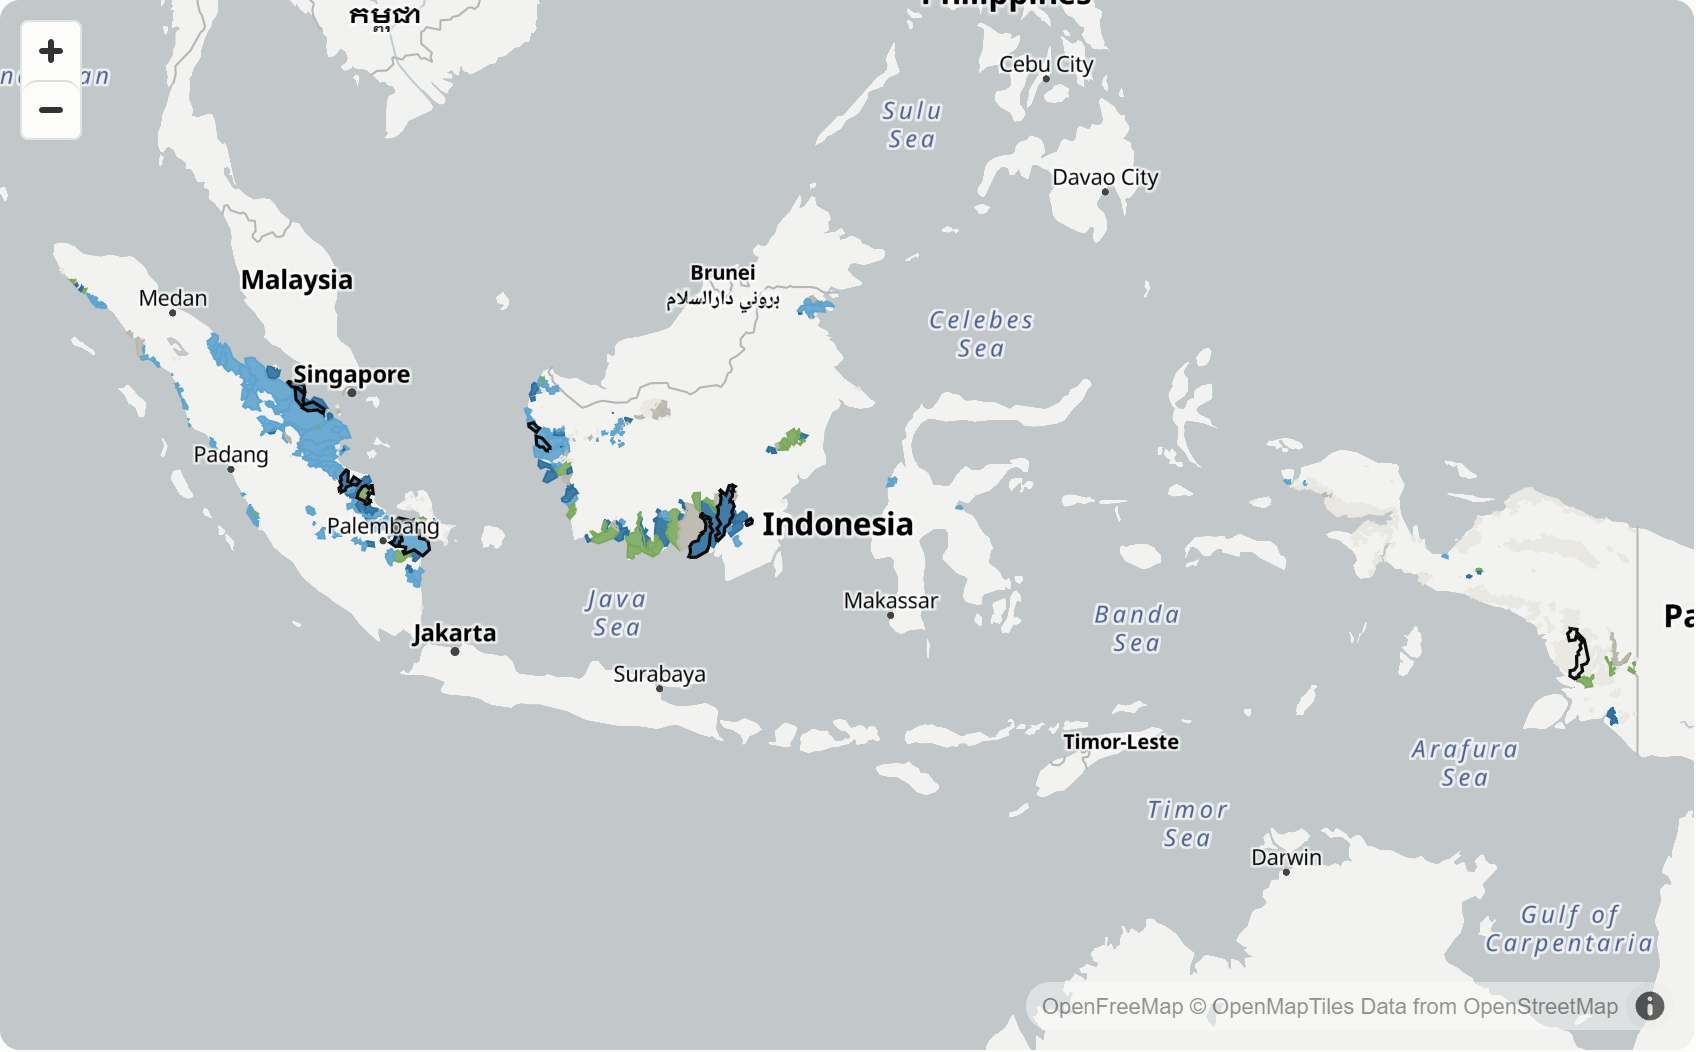 Philippines
កម្ពុជា
Cebu City
Sulu
Sea
Davao City
Malaysia
Medan
Brunei
بروني دارالسلام
Celebes
Sea
Singapore
Padang
Palembang
Indonesia
Java
Sea
Makassar
Banda
Sea
Pa
Jakarta
Surabaya
Timor-Leste
Arafura
Sea
Timor
Sea
Darwin
Gulf of
Carpentaria
OpenFreeMap © OpenMapTiles Data from OpenStreetMap